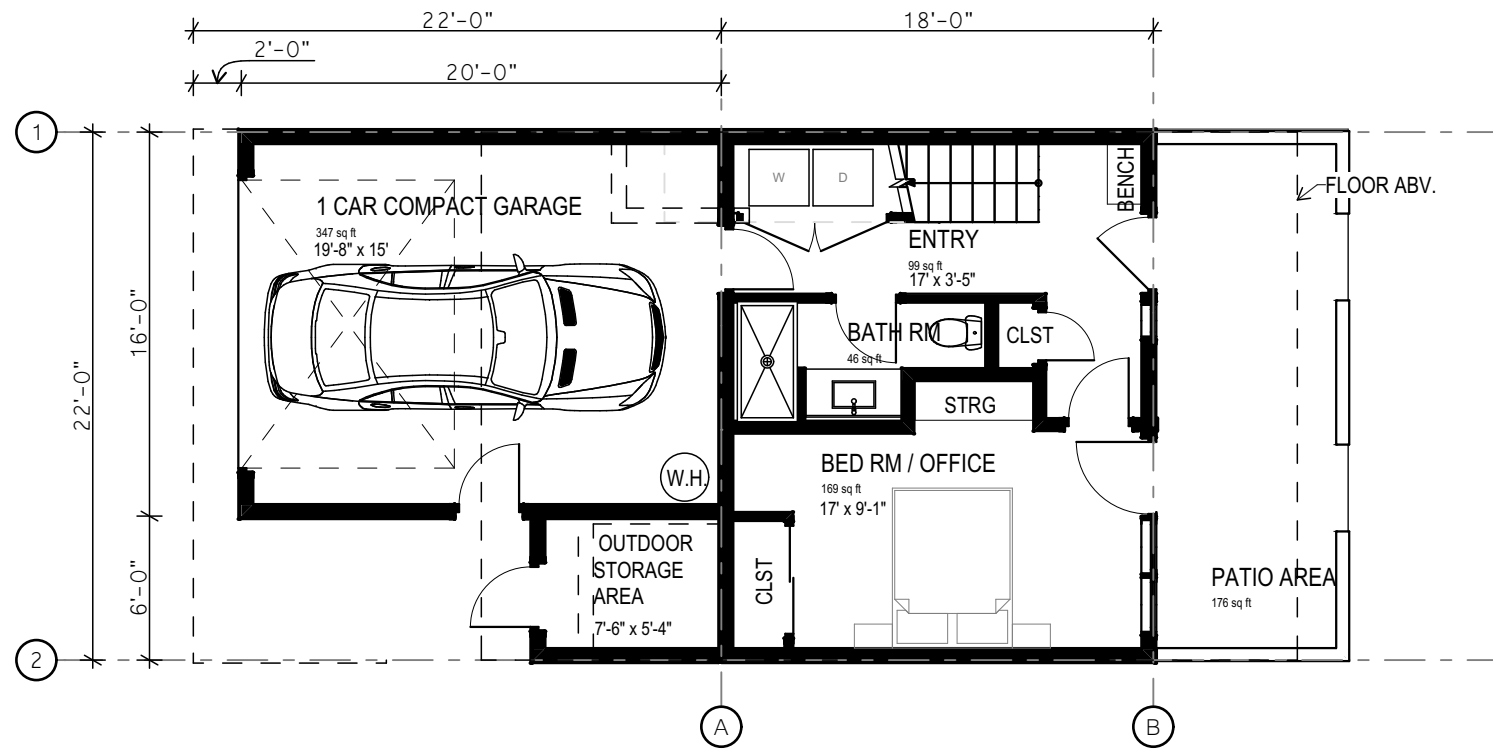 22'-0"
18'-0"
2'-0"
20'-0"
1
16'-0"
22'-0"
6'-0"
2
1 CAR COMPACT GARAGE
347 sq ft
19'-8" x 15'
W
D
BENCH
FLOOR ABV.
ENTRY
99 sq ft
17' x 3'-5"
BATH RM
46 sq ft
CLST
STRG
W.H.
BED RM / OFFICE
169 sq ft
17' x 9'-1"
OUTDOOR
STORAGE
AREA
7'-6" x 5'-4"
CLST
PATIO AREA
176 sq ft
A
B